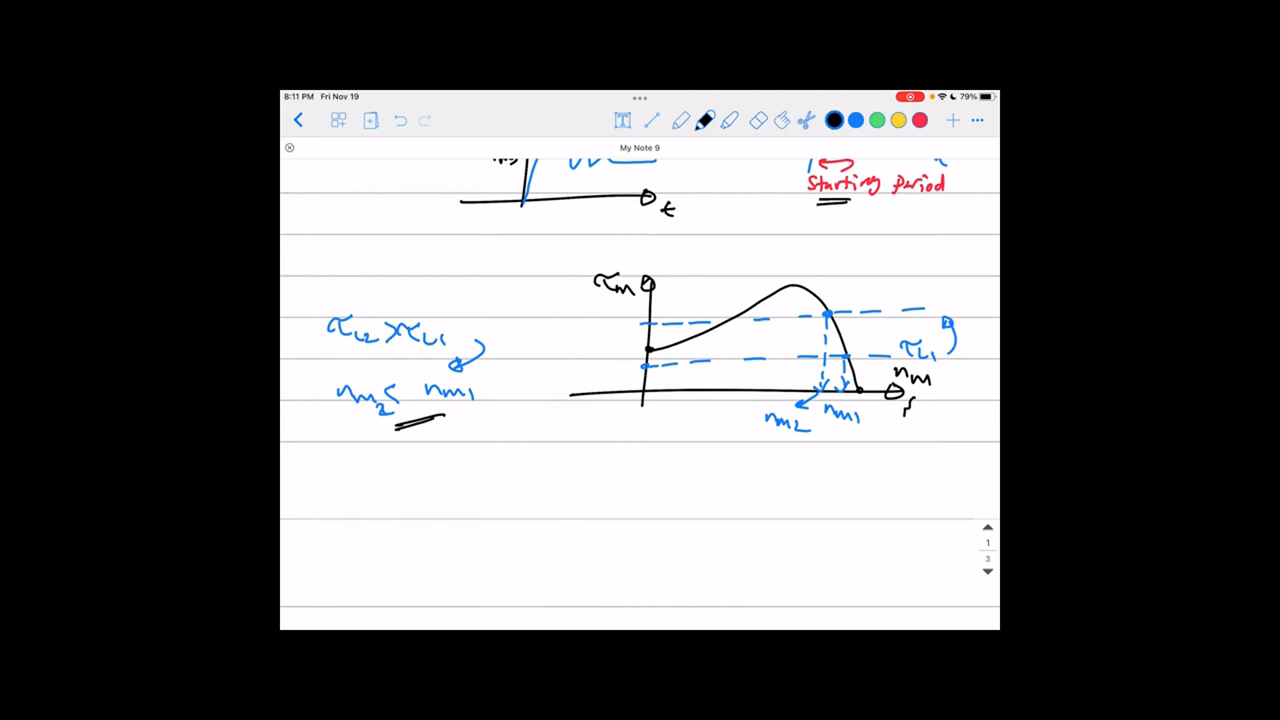 8:11 PM Fri Nov 19
79%
T
My Note 9
t
Starting period
τm
τL2 > τL1
τL1
nm
nm2 < nm1
nm2 nm1
1
3